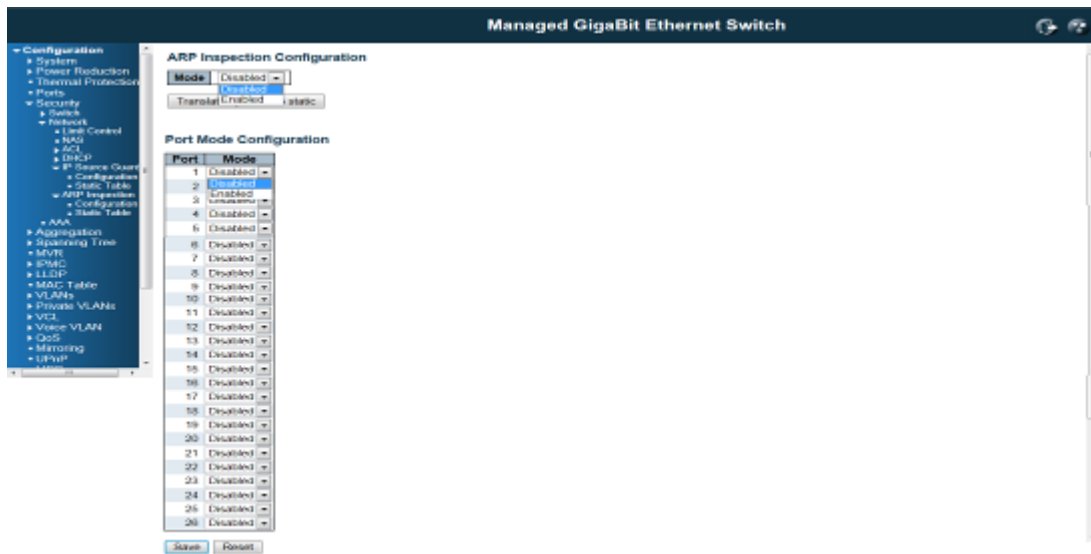 Managed GigaBit Ethernet Switch
Configuration
System
Power Reduction
Thermal Protection
Ports
Security
Switch
Network
Limit Control
NAS
ACL
DHCP
IP Source Guard
Configuration
Static Table
ARP Inspection
Configuration
Static Table
AAA
Aggregation
Spanning Tree
MVR
IPMC
LLDP
MAC Table
VLANs
Private VLANs
VCL
Voice VLAN
QoS
Mirroring
UPnP
ARP Inspection Configuration
Mode Disabled
Disabled
Enabled
Translat static
Port Mode Configuration
Port Mode
1 Disabled
Disabled
Enabled
2
3 Disabled
4 Disabled
5 Disabled
6 Disabled
7 Disabled
8 Disabled
9 Disabled
10 Disabled
11 Disabled
12 Disabled
13 Disabled
14 Disabled
15 Disabled
16 Disabled
17 Disabled
18 Disabled
19 Disabled
20 Disabled
21 Disabled
22 Disabled
23 Disabled
24 Disabled
25 Disabled
26 Disabled
Save Reset